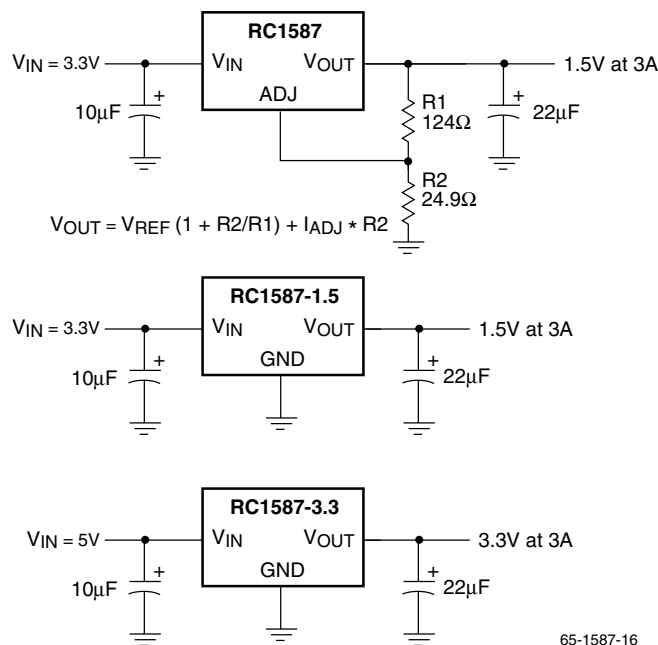 RC1587
VIN = 3.3V
VIN
VOUT
1.5V at 3A
ADJ
+
10µF
R1
124Ω
+
22µF
R2
24.9Ω
VOUT = VREF (1 + R2/R1) + IADJ * R2
RC1587-1.5
VIN = 3.3V
VIN
VOUT
1.5V at 3A
GND
+
10µF
+
22µF
RC1587-3.3
VIN = 5V
VIN
VOUT
3.3V at 3A
GND
+
10µF
+
22µF
65-1587-16